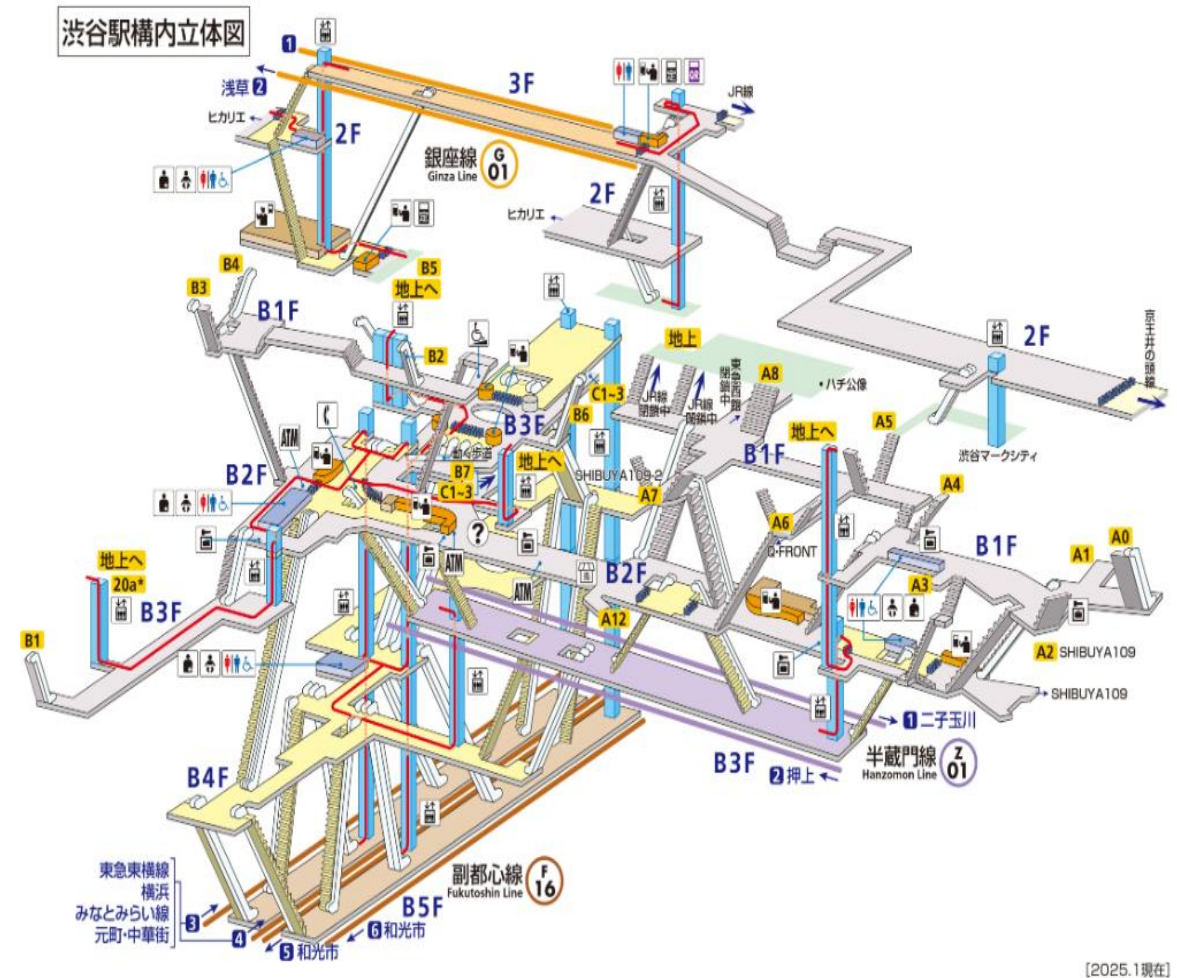 渋谷駅構内立体図
1
浅草 2
3F
JR線
ヒカリエ
2F
銀座線
Ginza Line
G
01
2F
ヒカリエ
B5
地上へ
B4
B3
B1F
B2
地上
東急西館
閉鎖中
A8
・ハチ公像
JR線
閉鎖中
JR線
閉鎖中
2F
京王井の頭線
渋谷マークシティ
C1~3
B6
B3F
動く歩道
B7
C1~3
地上へ
SHIBUYA109-2
A7
B1F
地上へ
A5
A4
A6
Q・FRONT
ATM
B2F
?
ATM
ATM
B2F
A12
A3
B1F
A1
A0
A2 SHIBUYA109
SHIBUYA109
地上へ
20a*
B3F
B1
1 二子玉川
半蔵門線
Hanzomon Line
Z
01
B3F
2 押上
B4F
東急東横線
横浜
みなとみらい線
元町・中華街
3
4
5 和光市
6 和光市
副都心線
Fukutoshin Line
F
16
B5F
[2025.1現在]